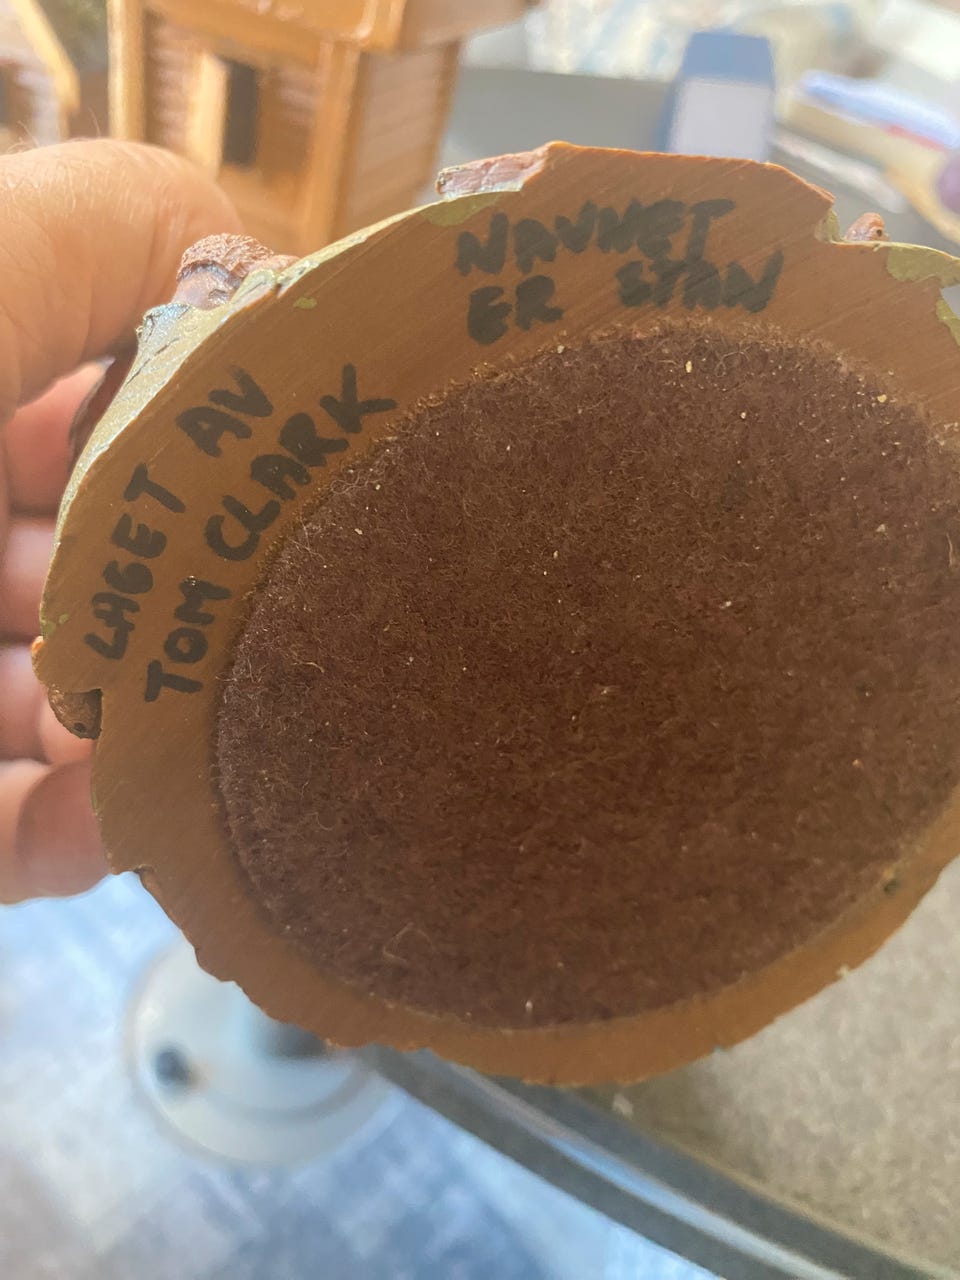 LAGET AV
TOM CLARK
NAVNET
ER STAN